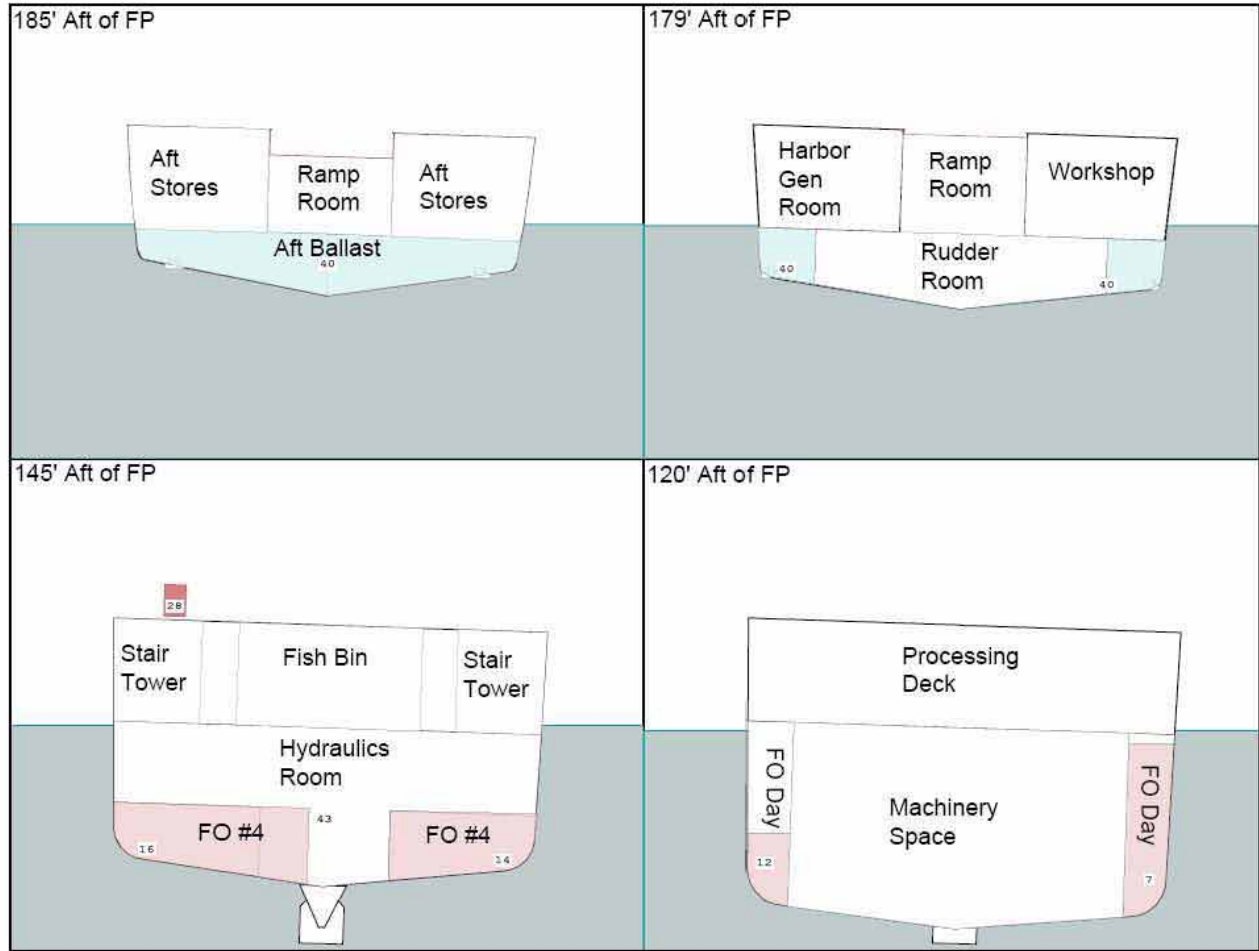 185' Aft of FP
Aft
Stores
Ramp
Room
Aft
Stores
Aft Ballast
40
179' Aft of FP
Harbor
Gen
Room
Ramp
Room
Workshop
Rudder
Room
40
40
145' Aft of FP
28
Stair
Tower
Fish Bin
Stair
Tower
Hydraulics
Room
FO #4
43
FO #4
16
14
120' Aft of FP
Processing
Deck
FO Day
Machinery
Space
FO Day
12
7